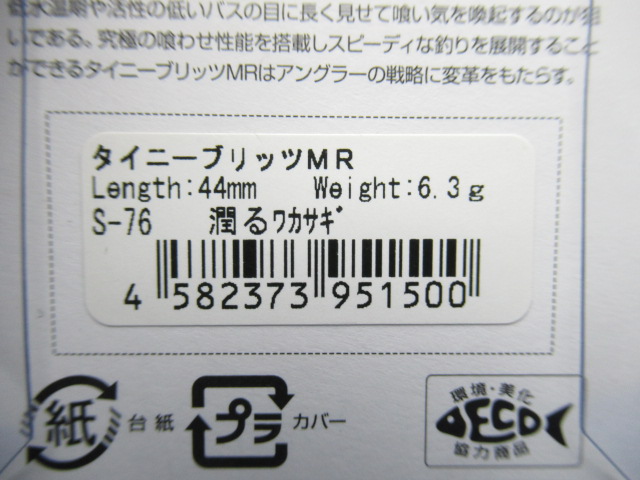 低水温期や活性の低いバスの目に長く見せて喰い気を喚起するのが狙
いである。究極の喰わせ性能を搭載しスピーディな釣りを展開すること
ができるタイニーブリッツMRはアングラーの戦略に変革をもたらす。
タイニーブリッツMR
Length:44mm Weight:6.3g
S-76 潤るワカサギ
4 582373 951500
紙 台紙 プラ カバー
環境・美化
ECO
協力商品